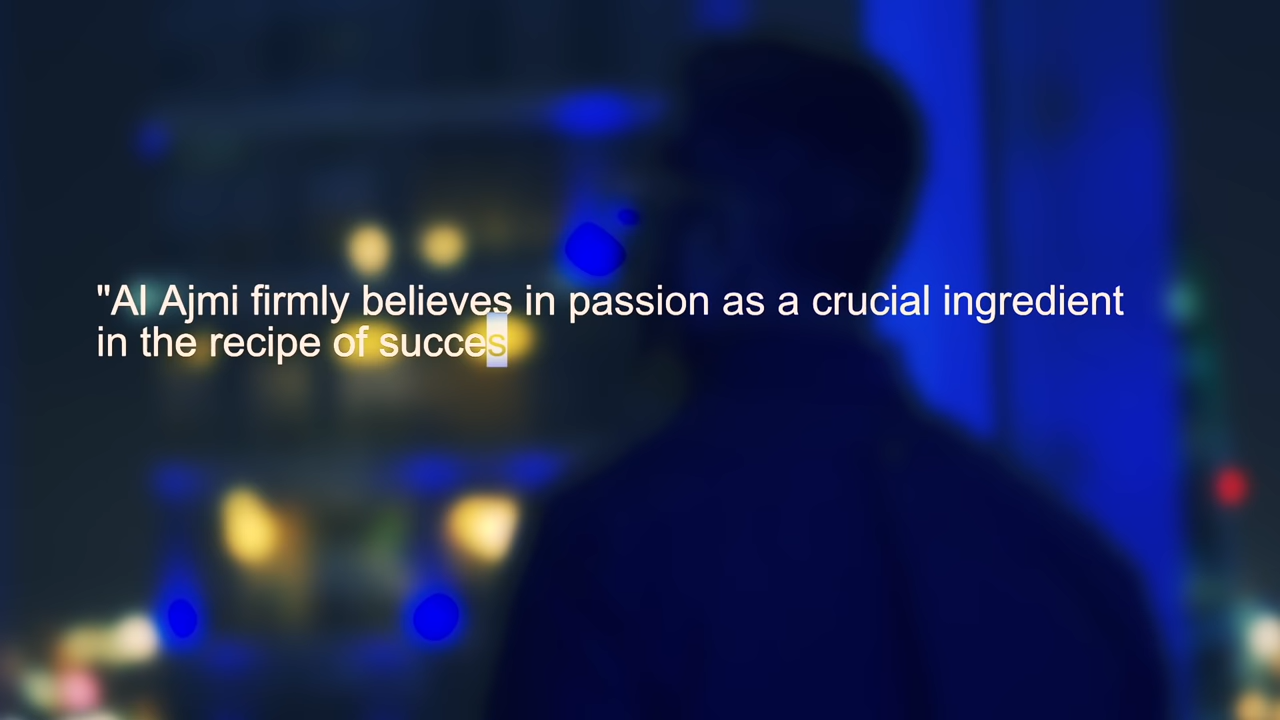 "Al Ajmi firmly believes in passion as a crucial ingredient
in the recipe of succes